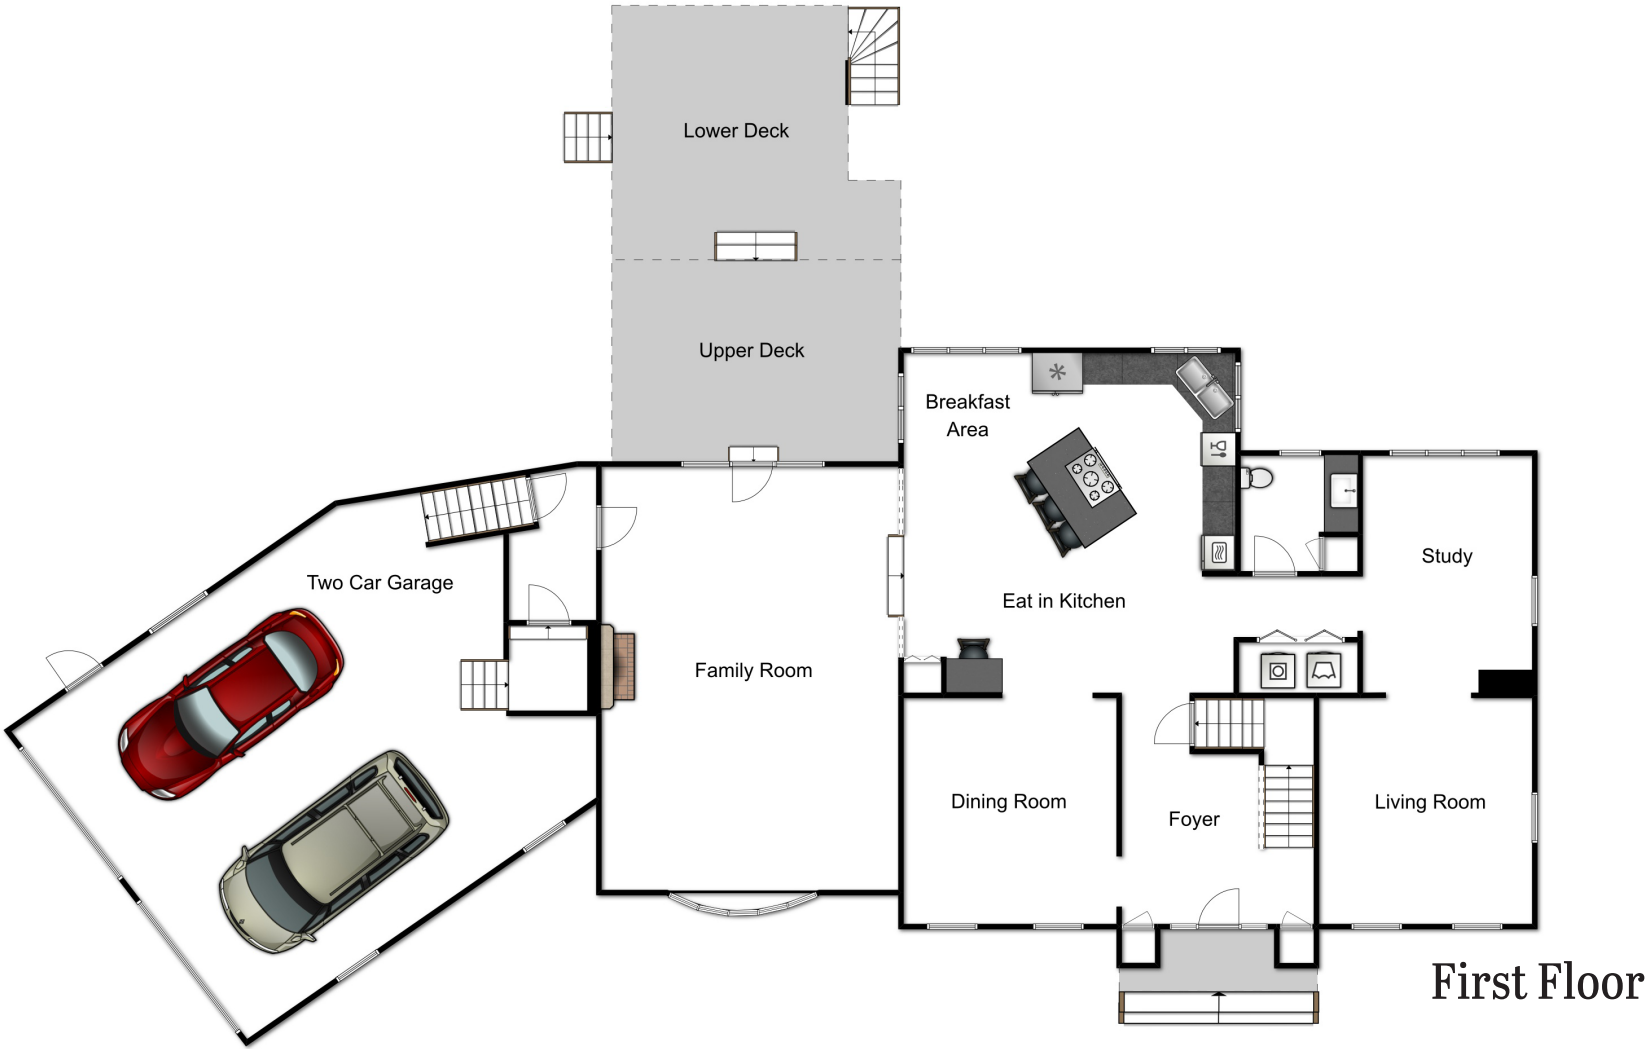 Lower Deck
Upper Deck
Breakfast
Area
Two Car Garage
Study
Eat in Kitchen
Family Room
Dining Room
Foyer
Living Room
First Floor